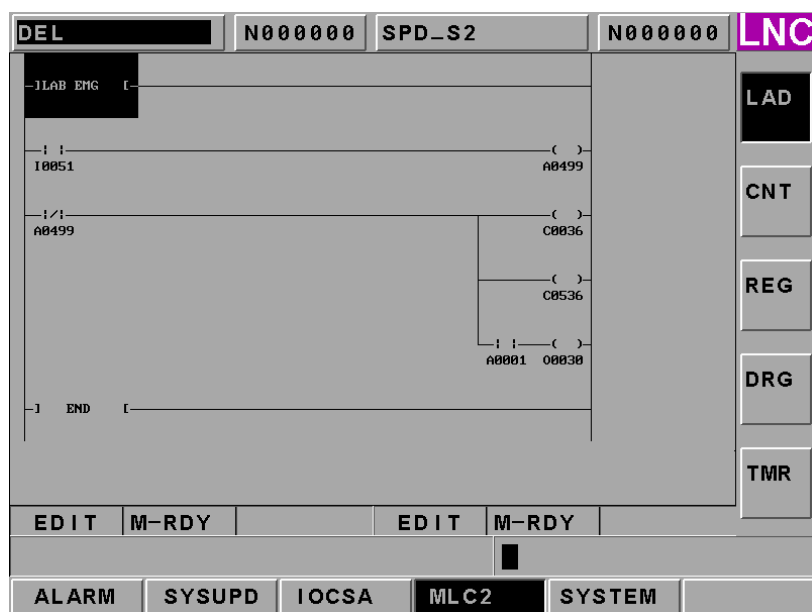 DEL N000000 SPD_S2 N000000 LNC
LAB EMG
LAD
I0051 A0499
CNT
A0499 C0036
C0536
REG
A0001 O0030
DRG
END
TMR
EDIT M-RDY EDIT M-RDY
ALARM SYSUPD IOCSA MLC2 SYSTEM